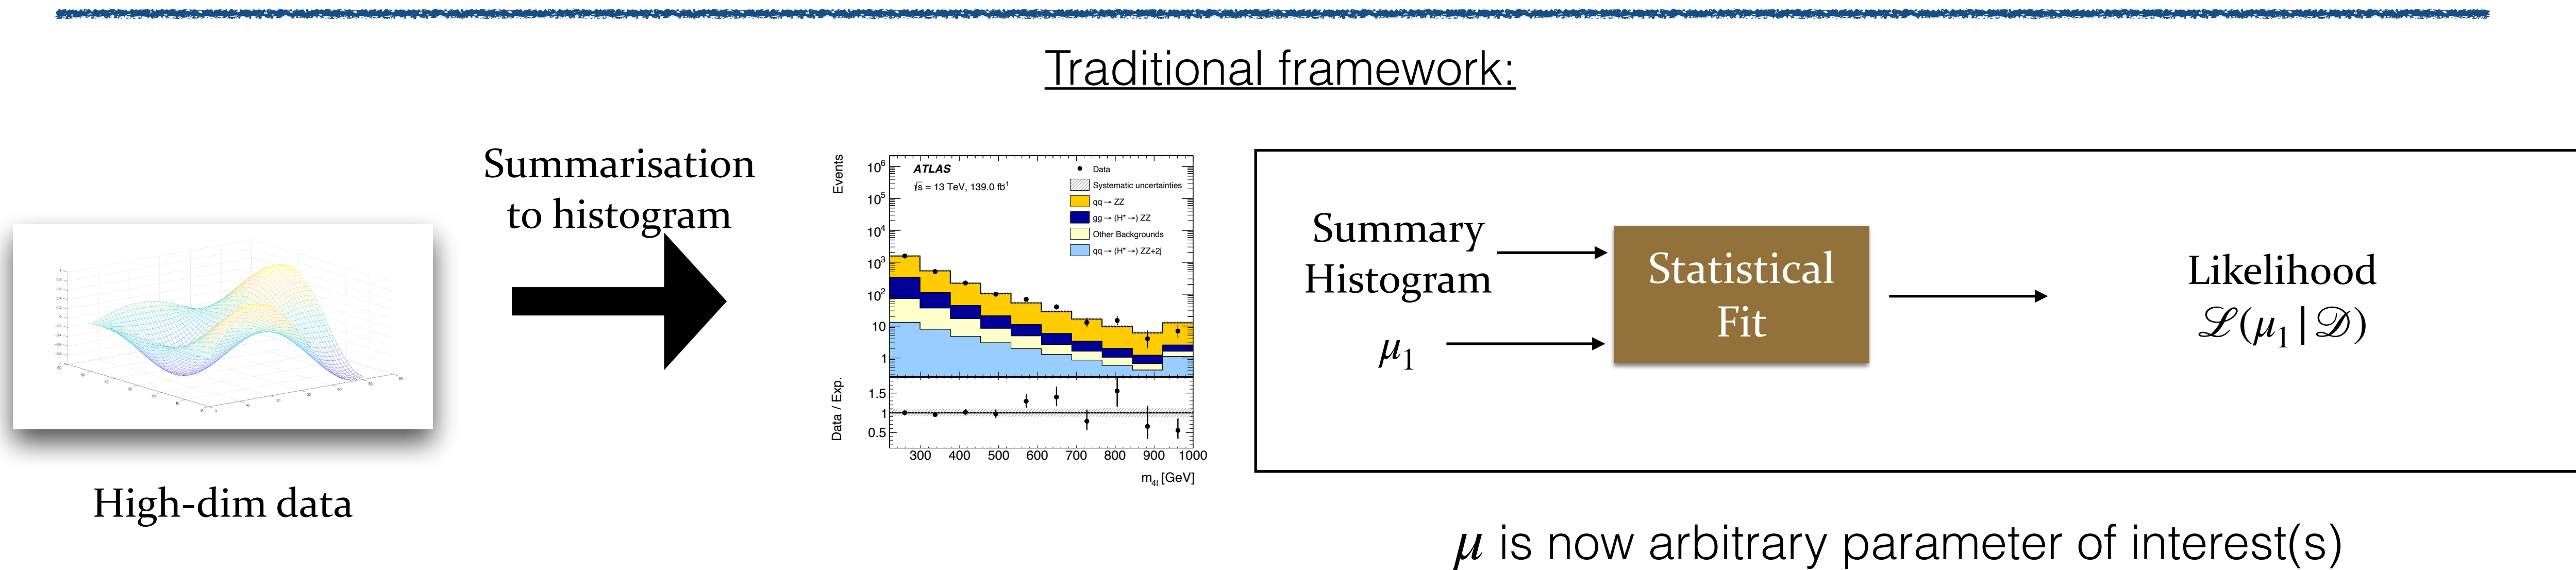 Traditional framework:
Summarisation
to histogram
High-dim data
Events
10⁶
10⁵
10⁴
10³
10²
10
1
ATLAS
√s = 13 TeV, 139.0 fb¹
Data
Systematic uncertainties
qq → ZZ
gg → (H* →) ZZ
Other Backgrounds
qq → (H* →) ZZ+2j
Data / Exp.
1.5
1
0.5
300 400 500 600 700 800 900 1000
m₄ₗ [GeV]
Summary
Histogram
μ₁
Statistical
Fit
Likelihood
ℒ(μ₁ | 𝒟)
μ is now arbitrary parameter of interest(s)